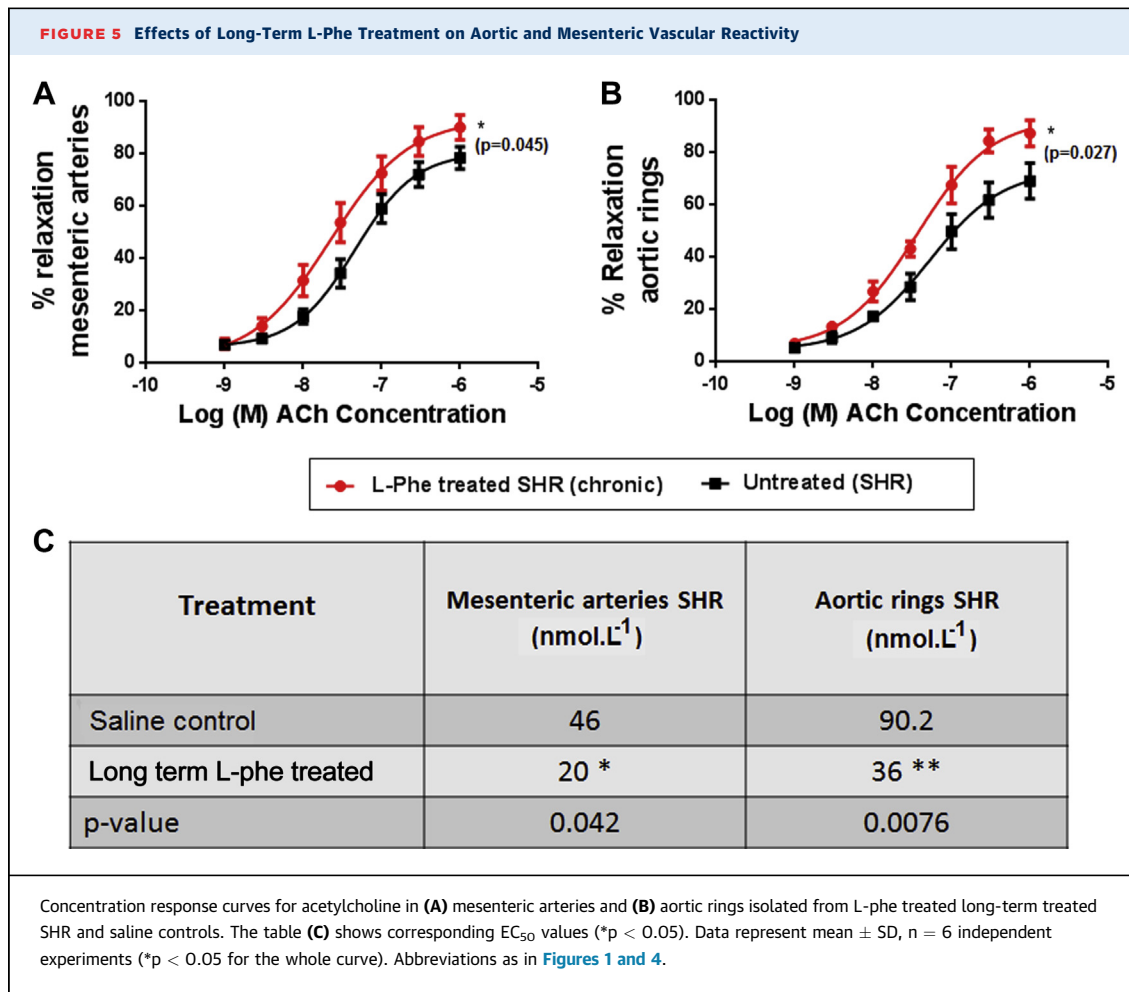 FIGURE 5 Effects of Long-Term L-Phe Treatment on Aortic and Mesenteric Vascular Reactivity
A
% relaxation
mesenteric arteries
100
80
60
40
20
0
-10 -9 -8 -7 -6 -5
Log (M) ACh Concentration
*
(p=0.045)
B
% Relaxation
aortic rings
100
80
60
40
20
0
-10 -9 -8 -7 -6 -5
Log (M) ACh Concentration
*
(p=0.027)
L-Phe treated SHR (chronic) Untreated (SHR)
C
Treatment
Mesenteric arteries SHR
(nmol.L⁻¹)
Aortic rings SHR
(nmol.L⁻¹)
Saline control 46 90.2
Long term L-phe treated 20 * 36 **
p-value 0.042 0.0076
Concentration response curves for acetylcholine in (A) mesenteric arteries and (B) aortic rings isolated from L-phe treated long-term treated
SHR and saline controls. The table (C) shows corresponding EC₅₀ values (*p < 0.05). Data represent mean ± SD, n = 6 independent
experiments (*p < 0.05 for the whole curve). Abbreviations as in Figures 1 and 4.